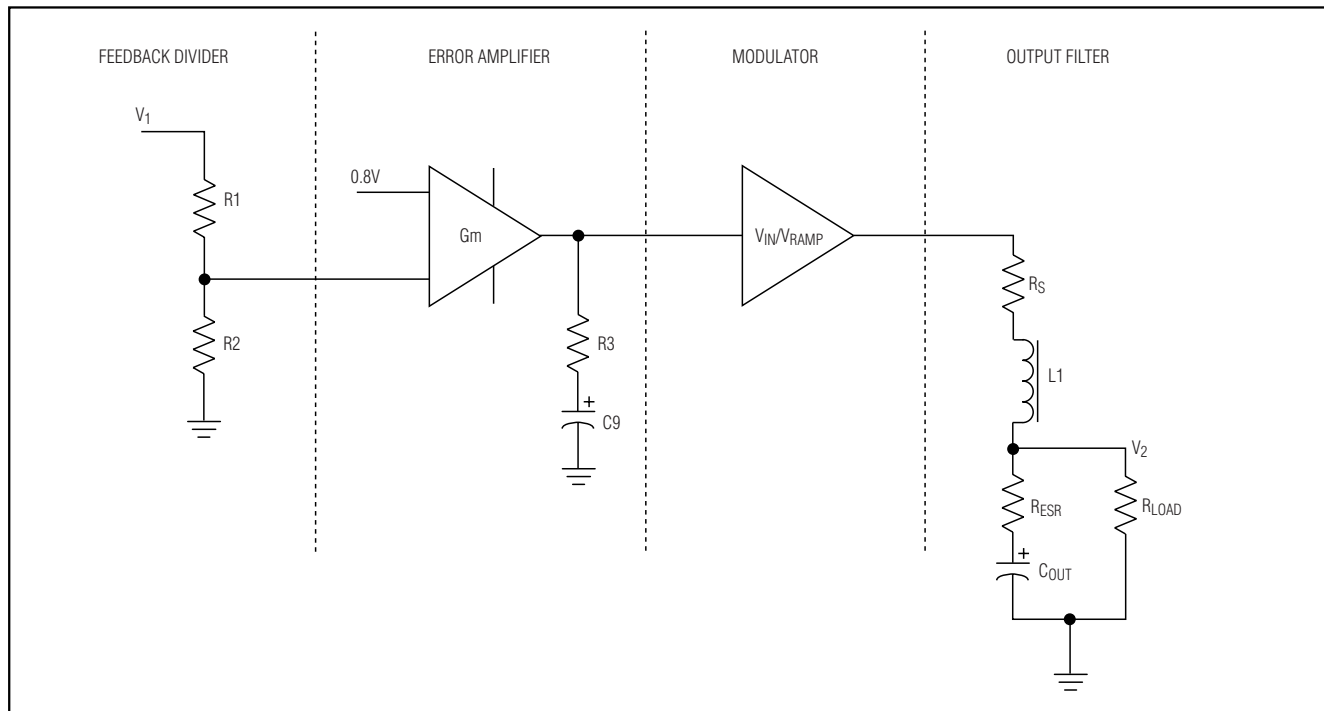 FEEDBACK DIVIDER
ERROR AMPLIFIER
MODULATOR
OUTPUT FILTER
V1
R1
R2
0.8V
Gm
R3
+
C9
VIN/VRAMP
RS
L1
V2
RESR
RLOAD
+
COUT